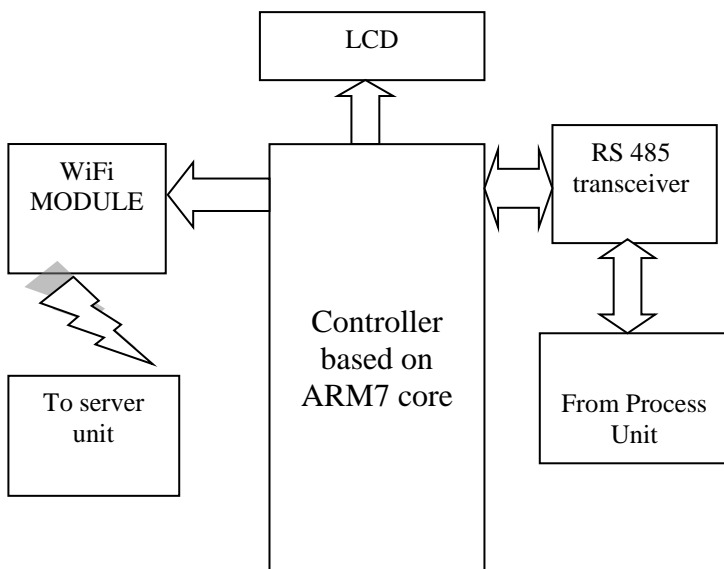 LCD
WiFi
MODULE
RS 485
transceiver
Controller
based on
ARM7 core
To server
unit
From Process
Unit